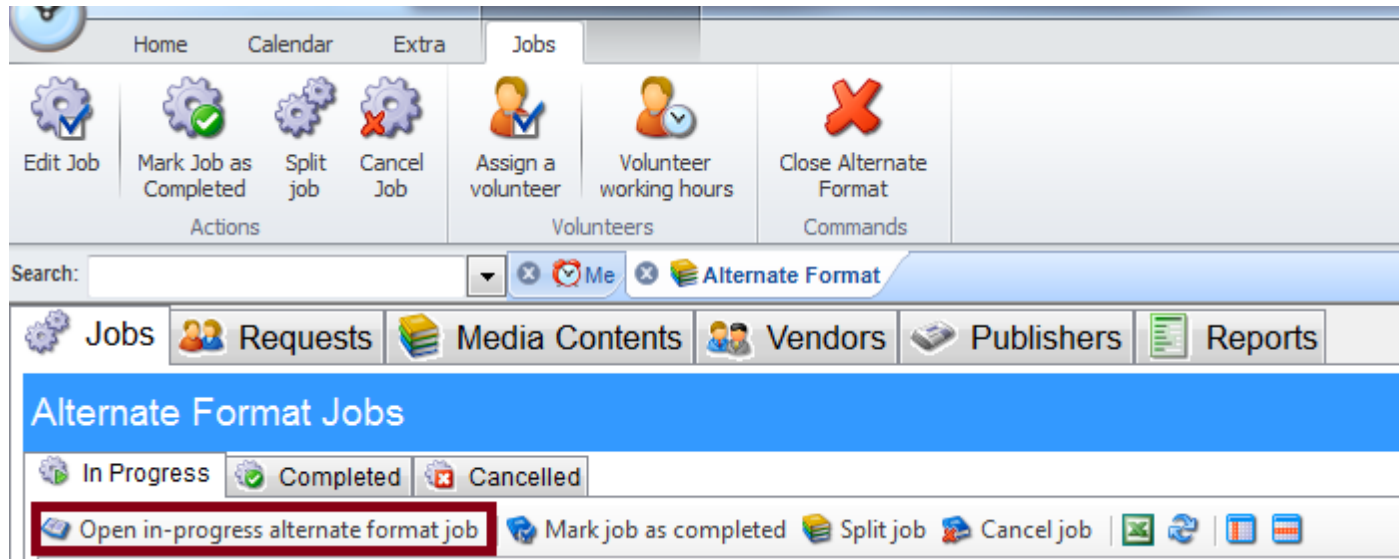 Home Calendar Extra Jobs
Edit Job Mark Job as Split Cancel Assign a Volunteer Close Alternate
Completed job Job volunteer working hours Format
Actions Volunteers Commands
Search: Me Alternate Format
Jobs Requests Media Contents Vendors Publishers Reports
Alternate Format Jobs
In Progress Completed Cancelled
Open in-progress alternate format job Mark job as completed Split job Cancel job